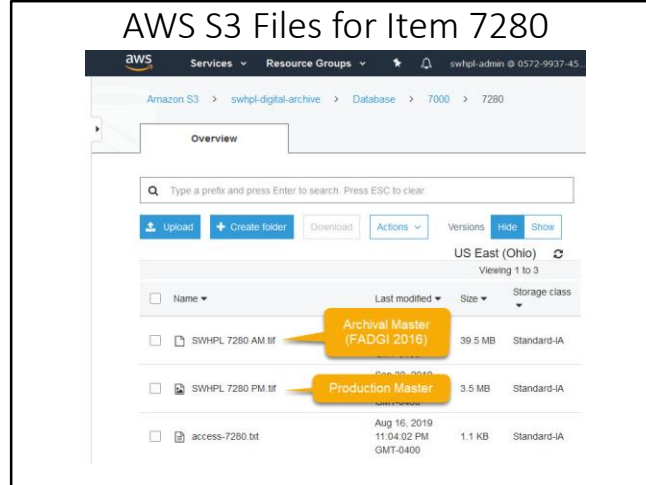 AWS S3 Files for Item 7280
aws Services Resource Groups swhpl-admin @ 0572-9937-45...
Amazon S3 > swhpl-digital-archive > Database > 7000 > 7280
Overview
Type a prefix and press Enter to search. Press ESC to clear.
Upload + Create folder Download Actions Versions Hide Show
US East (Ohio)
Viewing 1 to 3
Name Last modified Size Storage class
Archival Master
(FADGI 2016)
SWHPL 7280 AM.tif 39.5 MB Standard-IA
SWHPL 7280 PM.tif Production Master 3.5 MB Standard-IA
GMT-0400
Aug 16, 2019
access-7280.txt 11:04:02 PM 1.1 KB Standard-IA
GMT-0400